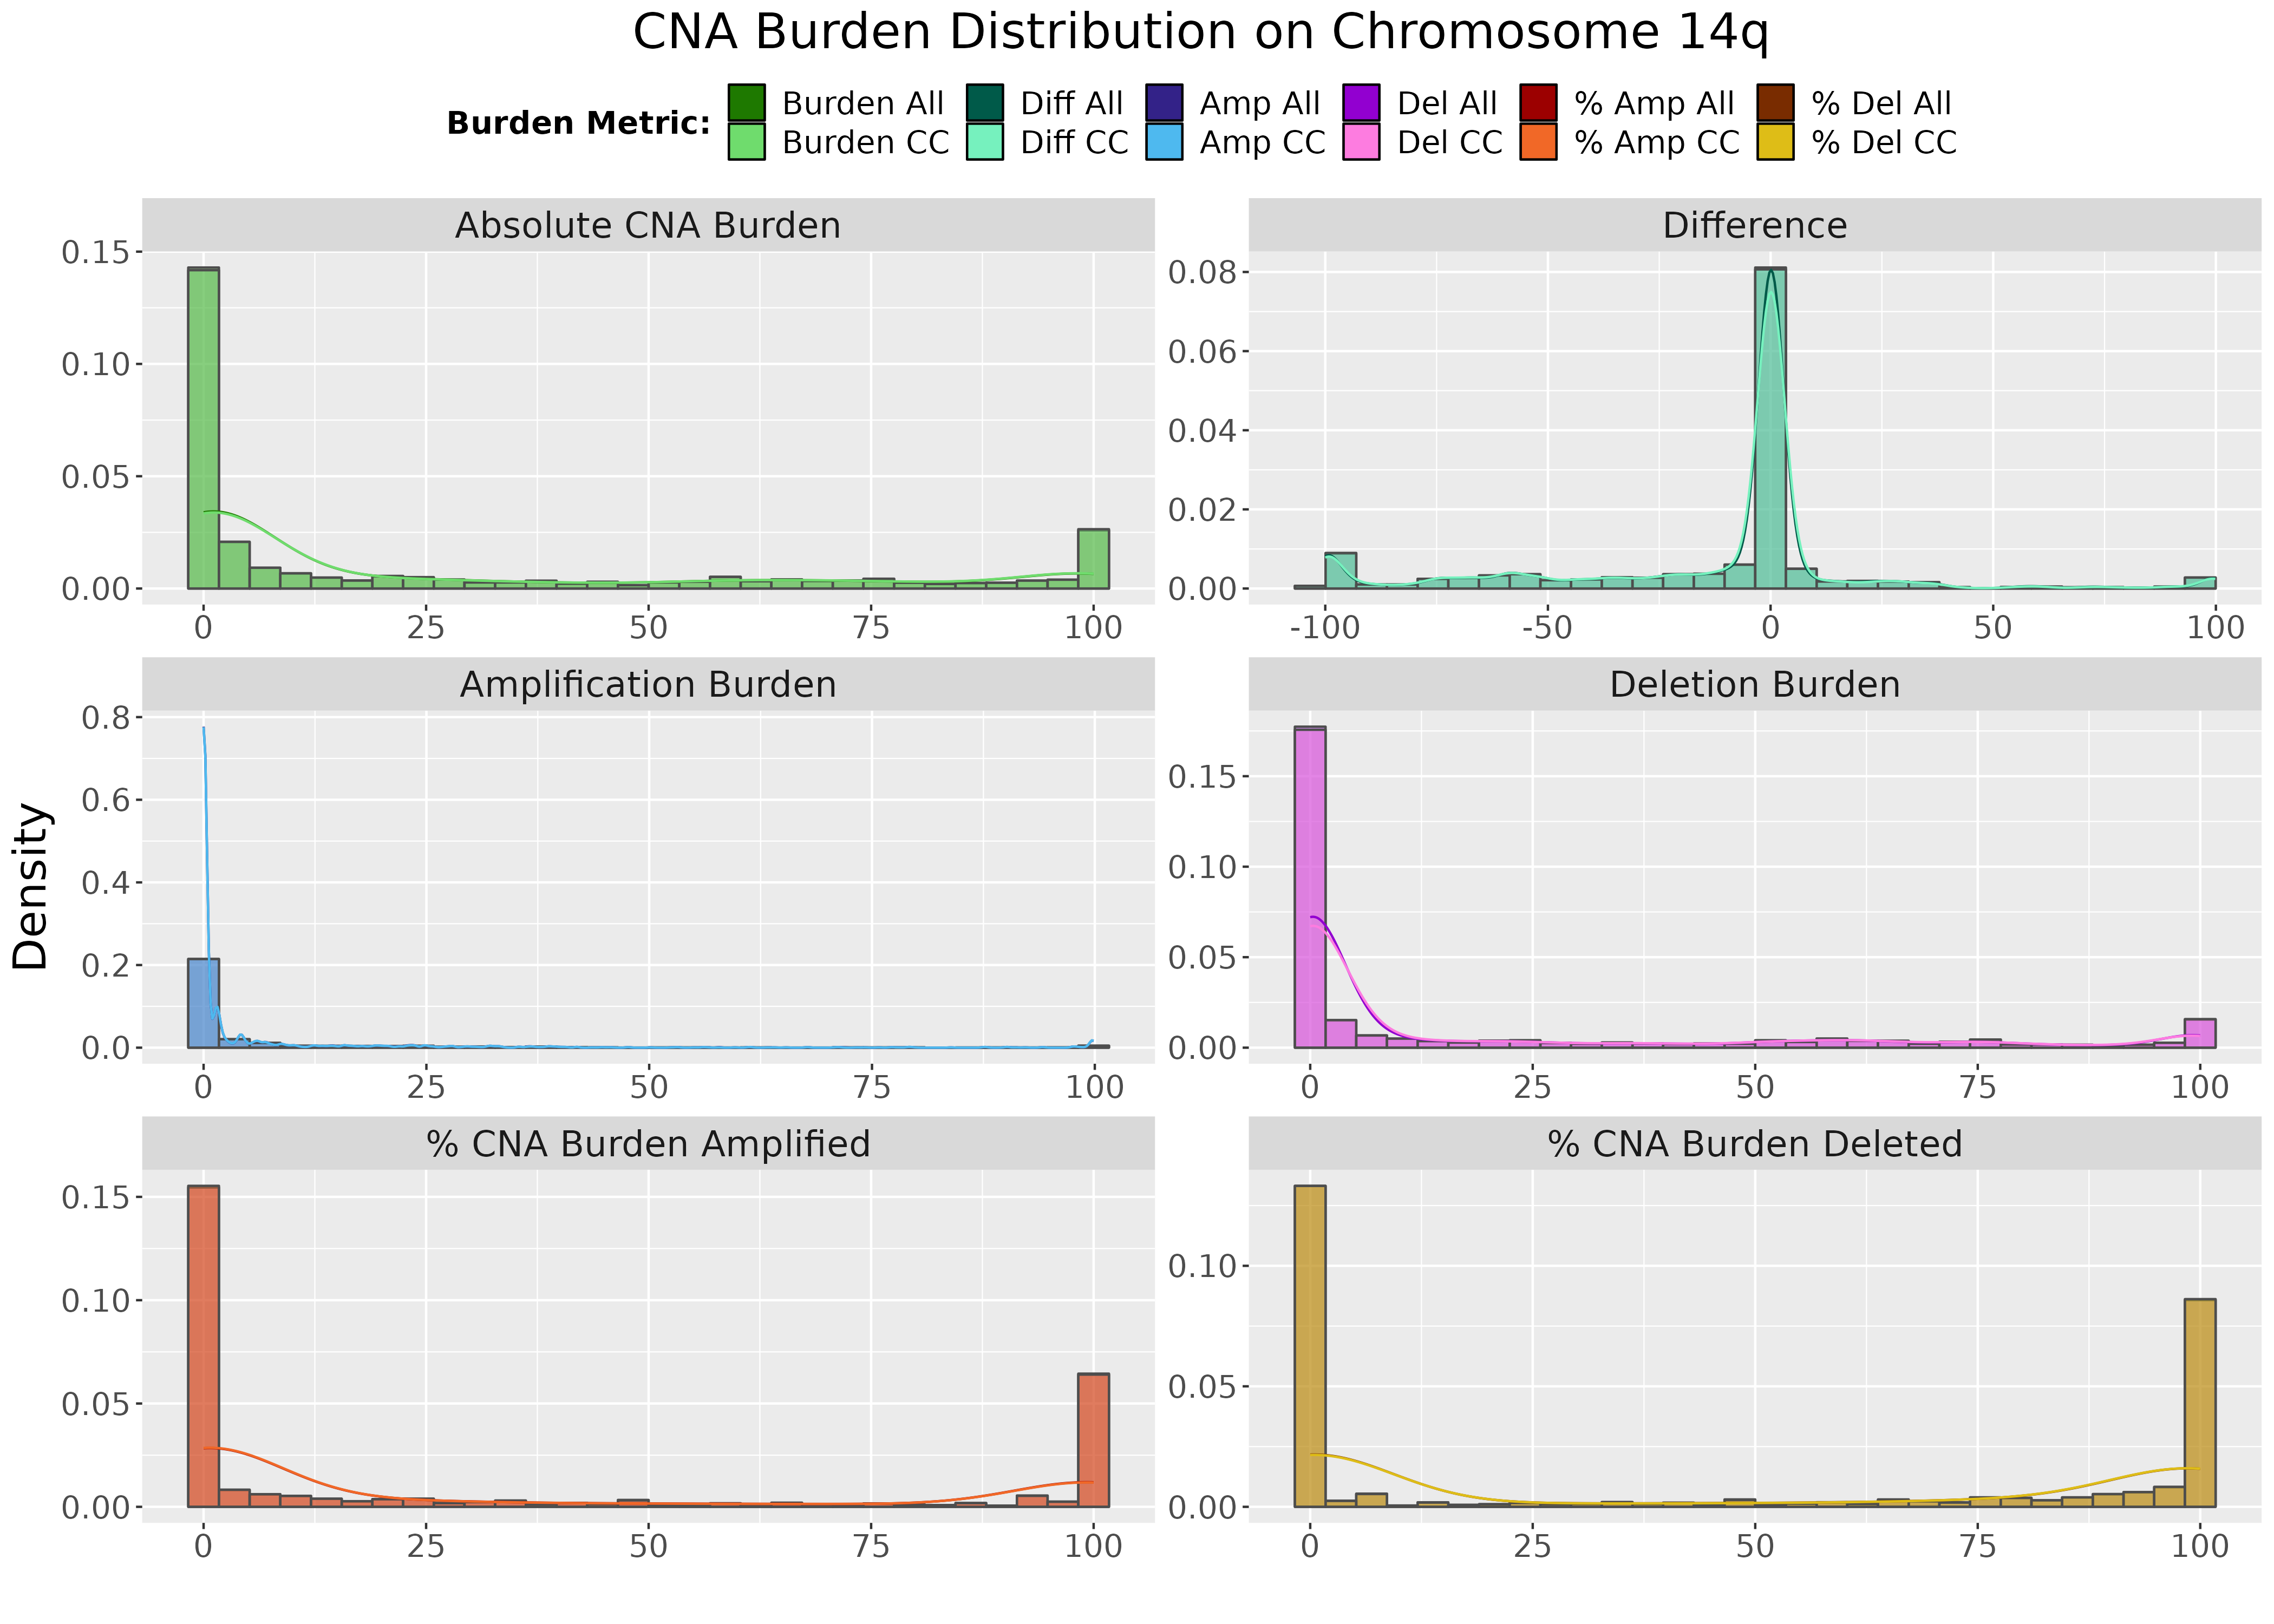 CNA Burden Distribution on Chromosome 14q
Burden Metric:
Burden All Diff All Amp All Del All % Amp All % Del All
Burden CC Diff CC Amp CC Del CC % Amp CC % Del CC
Absolute CNA Burden
0.15
0.10
0.05
0.00
0 25 50 75 100
Difference
0.08
0.06
0.04
0.02
0.00
-100 -50 0 50 100
Density
Amplification Burden
0.8
0.6
0.4
0.2
0.0
0 25 50 75 100
Deletion Burden
0.15
0.10
0.05
0.00
0 25 50 75 100
% CNA Burden Amplified
0.15
0.10
0.05
0.00
0 25 50 75 100
% CNA Burden Deleted
0.10
0.05
0.00
0 25 50 75 100